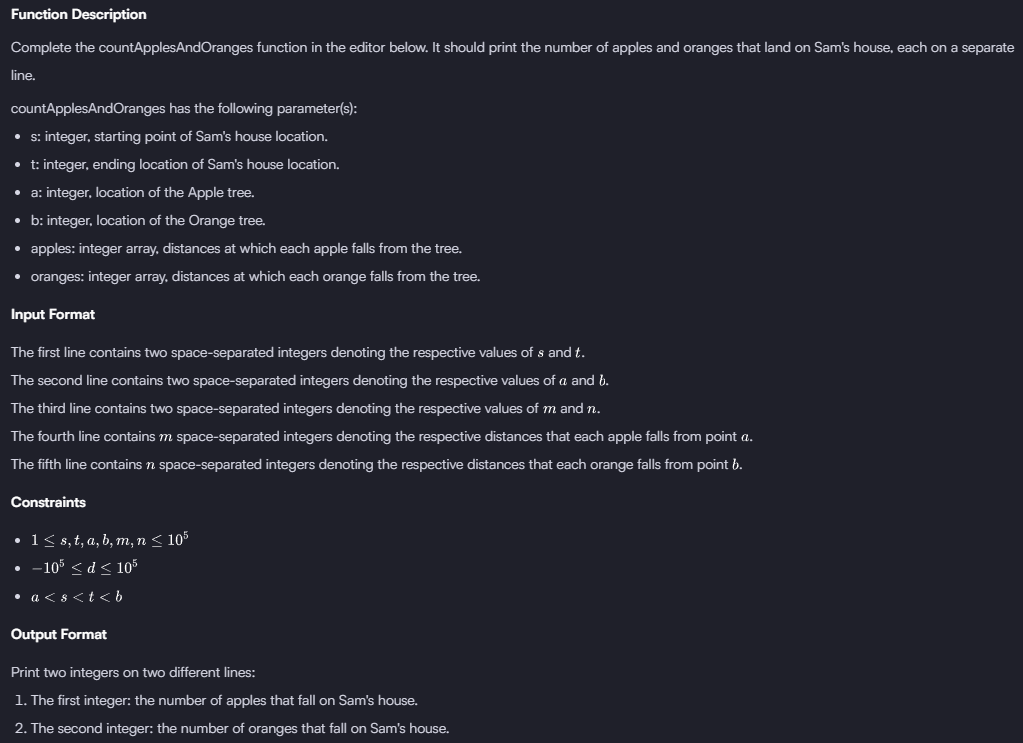 Function Description
Complete the countApplesAndOranges function in the editor below. It should print the number of apples and oranges that land on Sam's house, each on a separate
line.
countApplesAndOranges has the following parameter(s):
• s: integer, starting point of Sam's house location.
• t: integer, ending location of Sam's house location.
• a: integer, location of the Apple tree.
• b: integer, location of the Orange tree.
• apples: integer array, distances at which each apple falls from the tree.
• oranges: integer array, distances at which each orange falls from the tree.
Input Format
The first line contains two space-separated integers denoting the respective values of s and t.
The second line contains two space-separated integers denoting the respective values of a and b.
The third line contains two space-separated integers denoting the respective values of m and n.
The fourth line contains m space-separated integers denoting the respective distances that each apple falls from point a.
The fifth line contains n space-separated integers denoting the respective distances that each orange falls from point b.
Constraints
• 1 ≤ s, t, a, b, m, n ≤ 10⁵
• −10⁵ ≤ d ≤ 10⁵
• a < s < t < b
Output Format
Print two integers on two different lines:
1. The first integer: the number of apples that fall on Sam's house.
2. The second integer: the number of oranges that fall on Sam's house.